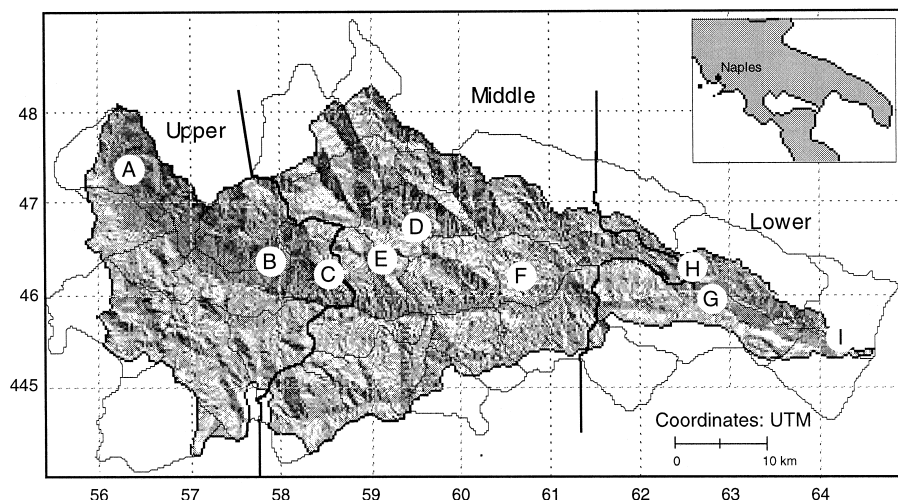 Naples
Middle
48
Upper
A
47
D
Lower
B
C
E
F
H
G
46
I
445
Coordinates: UTM
0 10 km
56 57 58 59 60 61 62 63 64